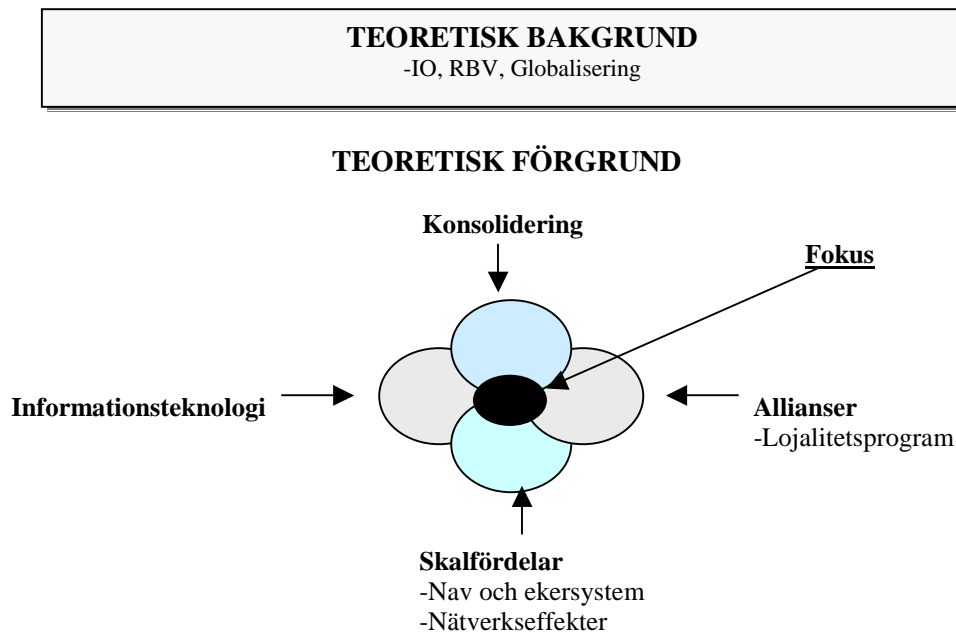 TEORETISK BAKGRUND
-IO, RBV, Globalisering
TEORETISK FÖRGRUND
Konsolidering
Fokus
Informationsteknologi
Allianser
-Lojalitetsprogram
Skalfördelar
-Nav och ekersystem
-Nätverkseffekter